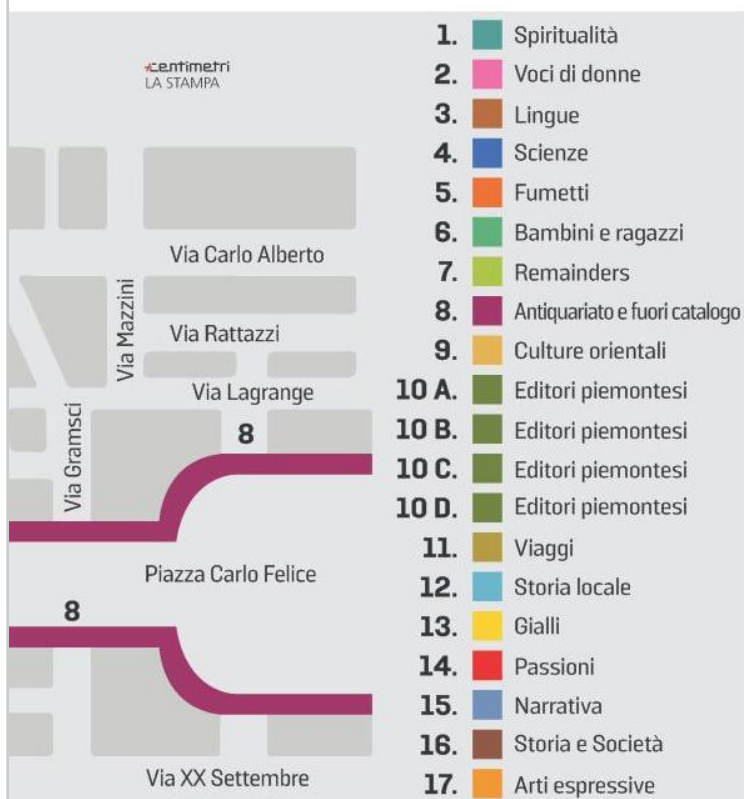 centimetri
LA STAMPA
Via Carlo Alberto
Via Mazzini
Via Rattazzi
Via Lagrange
8
Via Gramsci
Piazza Carlo Felice
8
Via XX Settembre
1. Spiritualità
2. Voci di donne
3. Lingue
4. Scienze
5. Fumetti
6. Bambini e ragazzi
7. Remainders
8. Antiquariato e fuori catalogo
9. Culture orientali
10 A. Editori piemontesi
10 B. Editori piemontesi
10 C. Editori piemontesi
10 D. Editori piemontesi
11. Viaggi
12. Storia locale
13. Gialli
14. Passioni
15. Narrativa
16. Storia e Società
17. Arti espressive